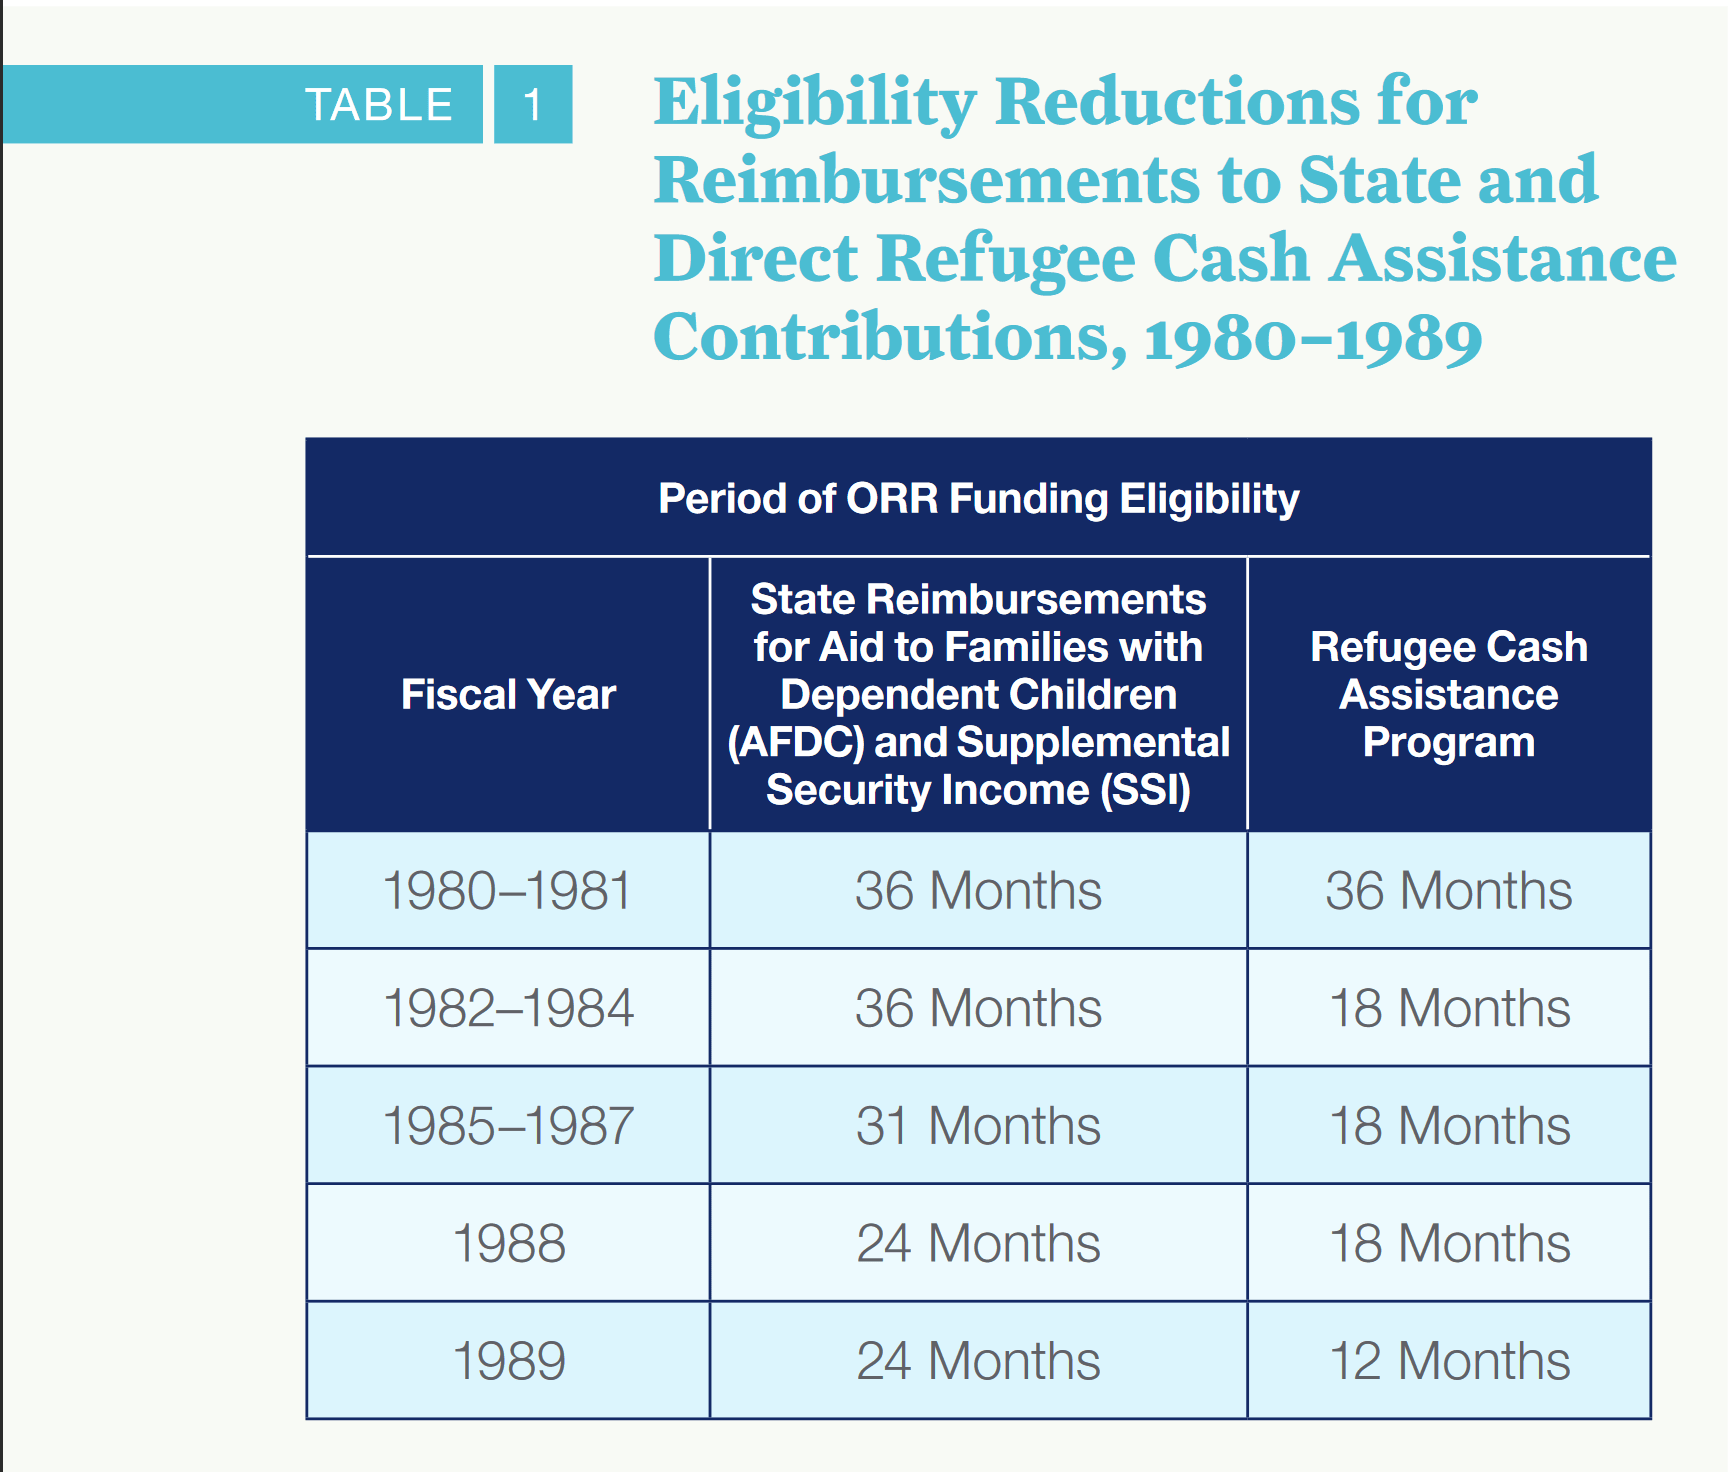 TABLE 1
Eligibility Reductions for
Reimbursements to State and
Direct Refugee Cash Assistance
Contributions, 1980–1989
Period of ORR Funding Eligibility
Fiscal Year
State Reimbursements
for Aid to Families with
Dependent Children
(AFDC) and Supplemental
Security Income (SSI)
Refugee Cash
Assistance
Program
1980–1981 36 Months 36 Months
1982–1984 36 Months 18 Months
1985–1987 31 Months 18 Months
1988 24 Months 18 Months
1989 24 Months 12 Months